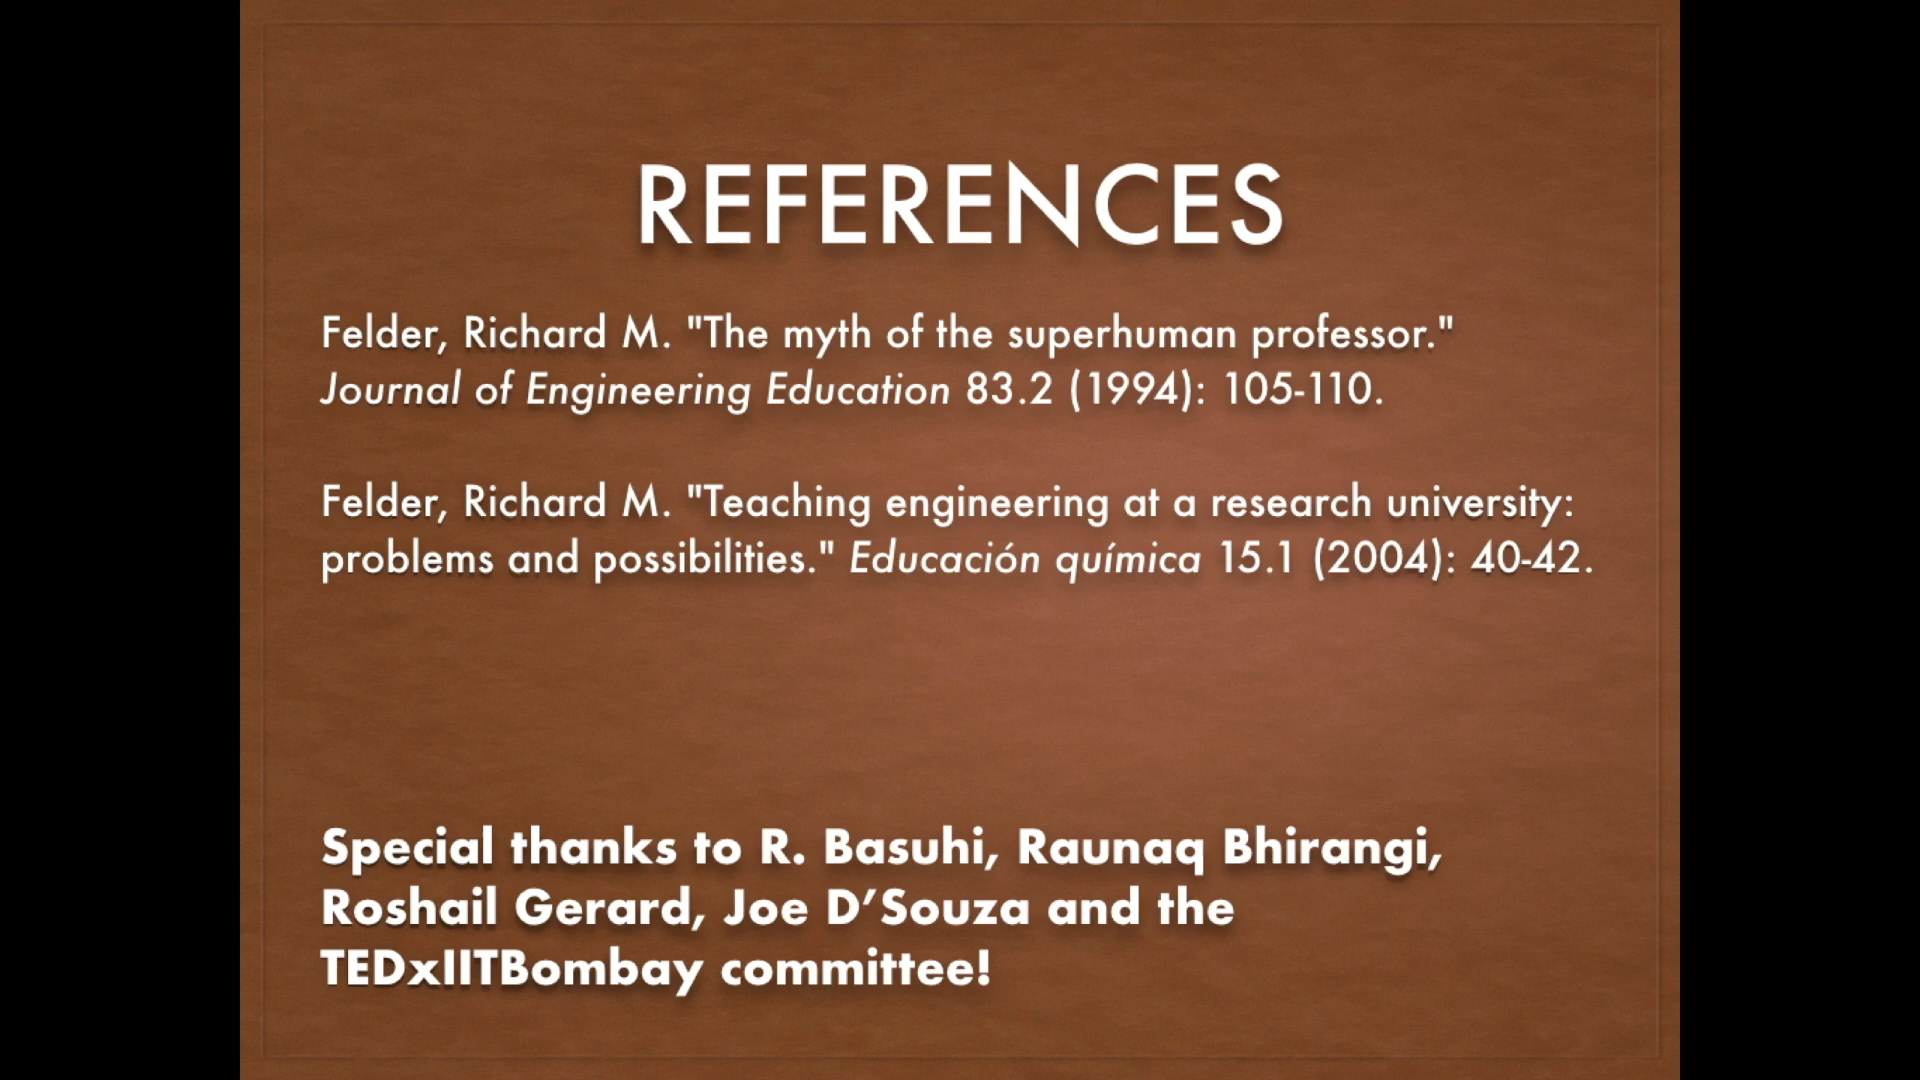 REFERENCES
Felder, Richard M. "The myth of the superhuman professor."
Journal of Engineering Education 83.2 (1994): 105-110.
Felder, Richard M. "Teaching engineering at a research university:
problems and possibilities." Educación química 15.1 (2004): 40-42.
Special thanks to R. Basuhi, Raunaq Bhirangi,
Roshail Gerard, Joe D’Souza and the
TEDxIITBombay committee!